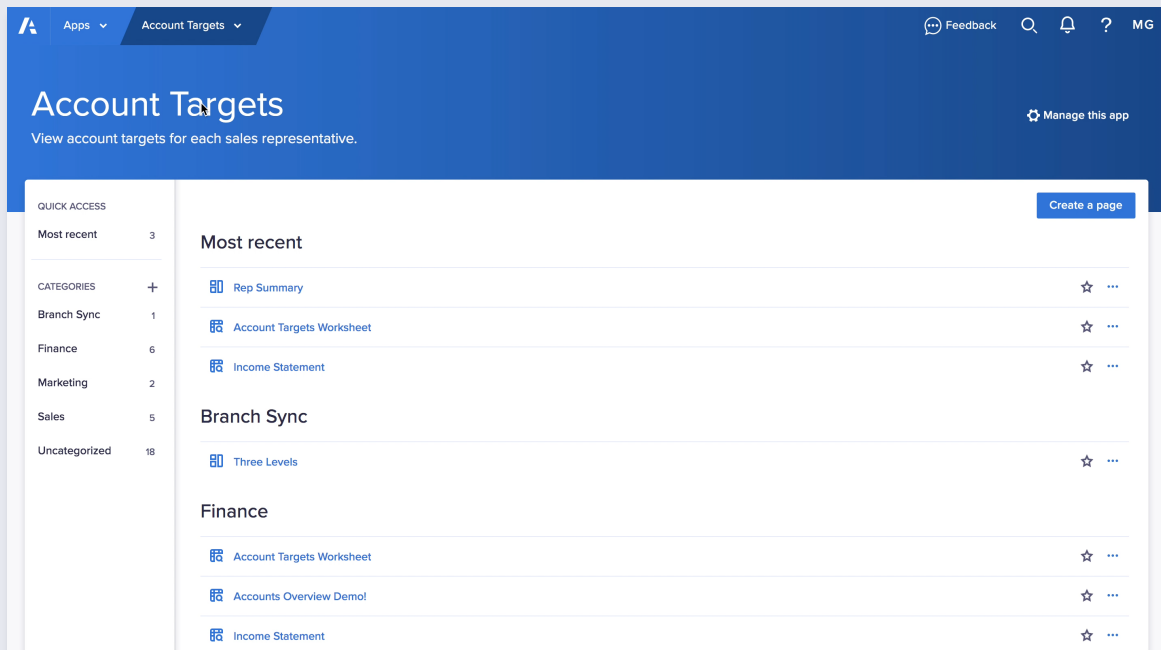 Apps
Account Targets
Feedback
MG
Account Targets
View account targets for each sales representative.
Manage this app
QUICK ACCESS
Most recent 3
CATEGORIES
Branch Sync 1
Finance 6
Marketing 2
Sales 5
Uncategorized 18
Create a page
Most recent
Rep Summary
Account Targets Worksheet
Income Statement
Branch Sync
Three Levels
Finance
Account Targets Worksheet
Accounts Overview Demo!
Income Statement